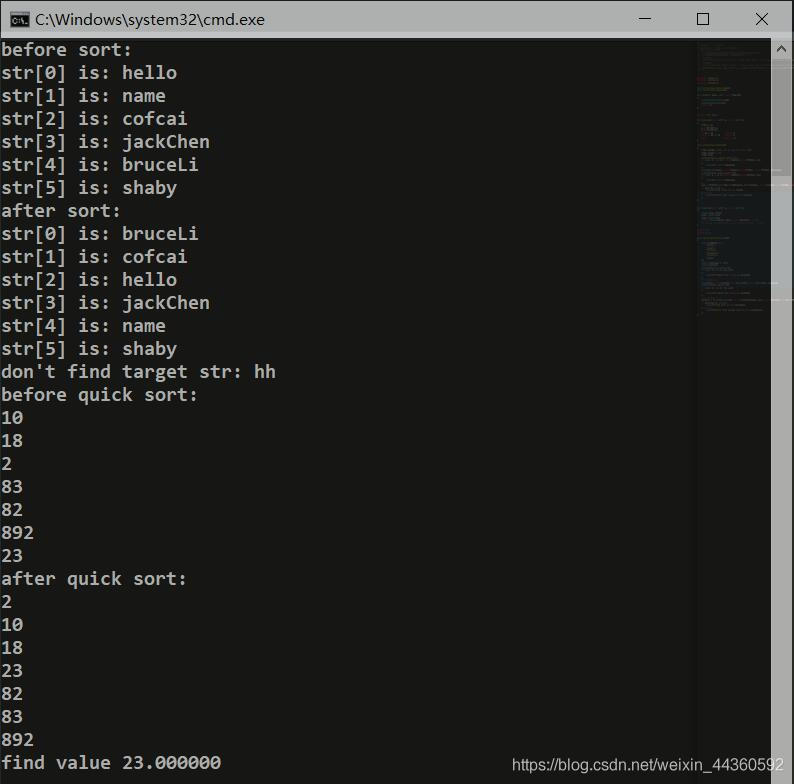 C:\Windows\system32\cmd.exe
before sort:
str[0] is: hello
str[1] is: name
str[2] is: cofcai
str[3] is: jackChen
str[4] is: bruceLi
str[5] is: shaby
after sort:
str[0] is: bruceLi
str[1] is: cofcai
str[2] is: hello
str[3] is: jackChen
str[4] is: name
str[5] is: shaby
don't find target str: hh
before quick sort:
10
18
2
83
82
892
23
after quick sort:
2
10
18
23
82
83
892
find value 23.000000
https://blog.csdn.net/weixin_44360592